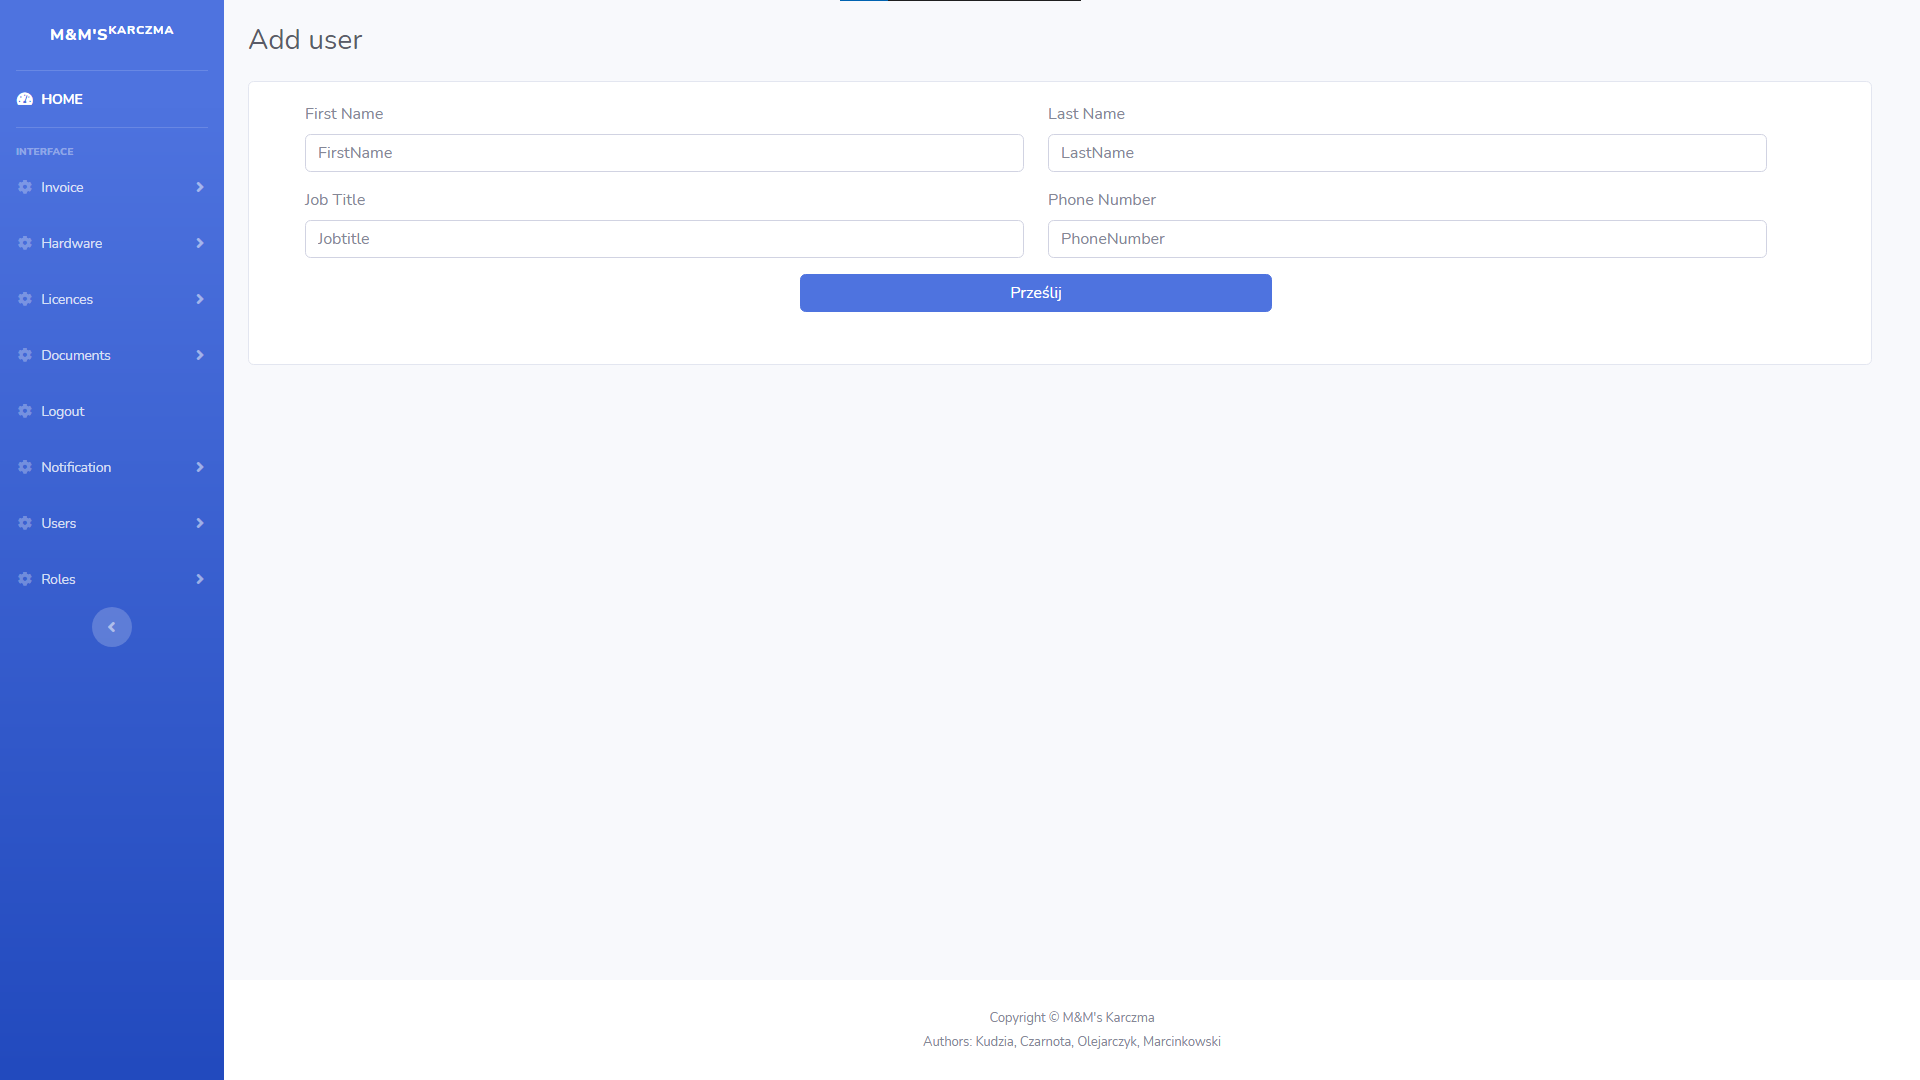 M&M'S KARCZMA
HOME
INTERFACE
Invoice
Hardware
Licences
Documents
Logout
Notification
Users
Roles
Add user
First Name
Last Name
FirstName
LastName
Job Title
Phone Number
Jobtitle
PhoneNumber
Prześlij
Copyright © M&M's Karczma
Authors: Kudzia, Czarnota, Olejarczyk, Marcinkowski